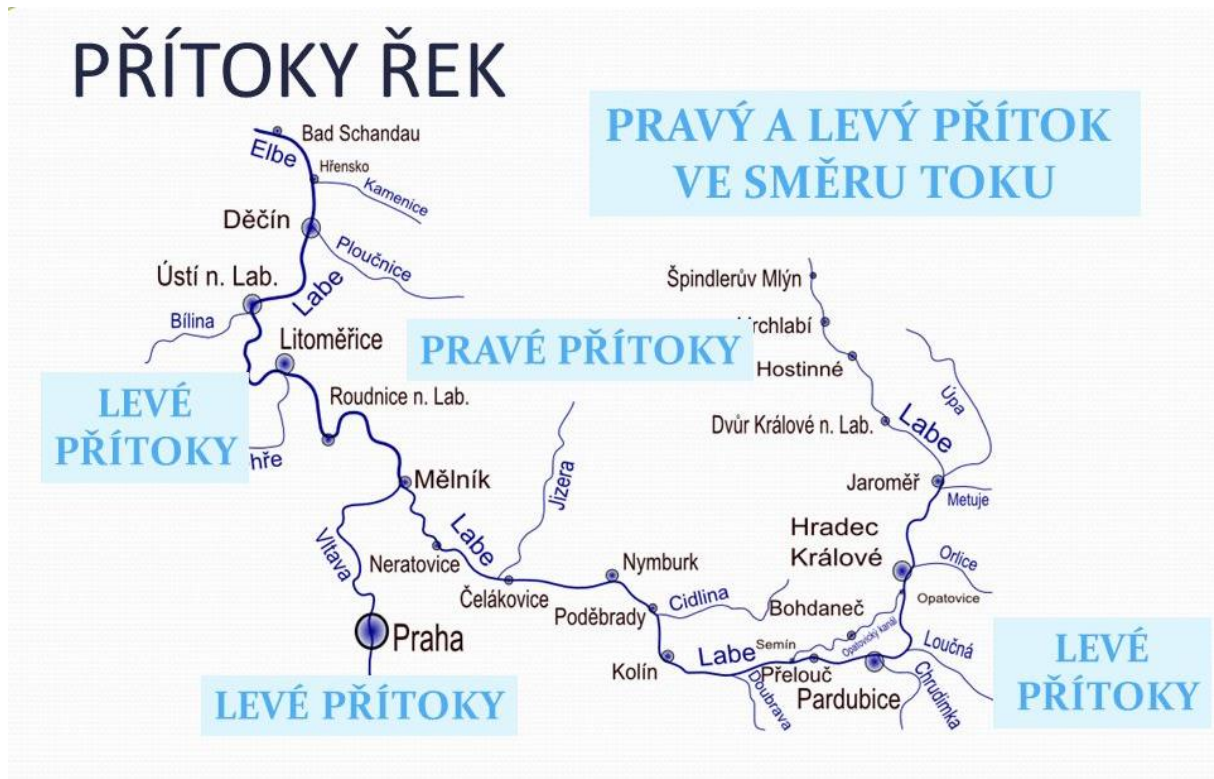 PŘÍTOKY ŘEK
PRAVÝ A LEVÝ PŘÍTOK
VE SMĚRU TOKU
Bad Schandau
Elbe
Hřensko
Kamenice
Děčín
Ploučnice
Ústí n. Lab.
Labe
Bílina
Litoměřice
PRAVÉ PŘÍTOKY
LEVÉ
PŘÍTOKY
Roudnice n. Lab.
Mělník
Vltava
Labe
Neratovice
Jizera
Čelákovice
Praha
LEVÉ PŘÍTOKY
Nymburk
Poděbrady
Cidlina
Kolín
Labe
Špindlerův Mlýn
Hostinné
Dvůr Králové n. Lab.
Labe
Úpa
Jaroměř
Metuje
Hradec
Králové
Orlice
Opatovice
Bohdaneč
Opatovický kanál
Semín
Přelouč
Doubrava
Pardubice
Loučná
Chrudimka
LEVÉ
PŘÍTOKY